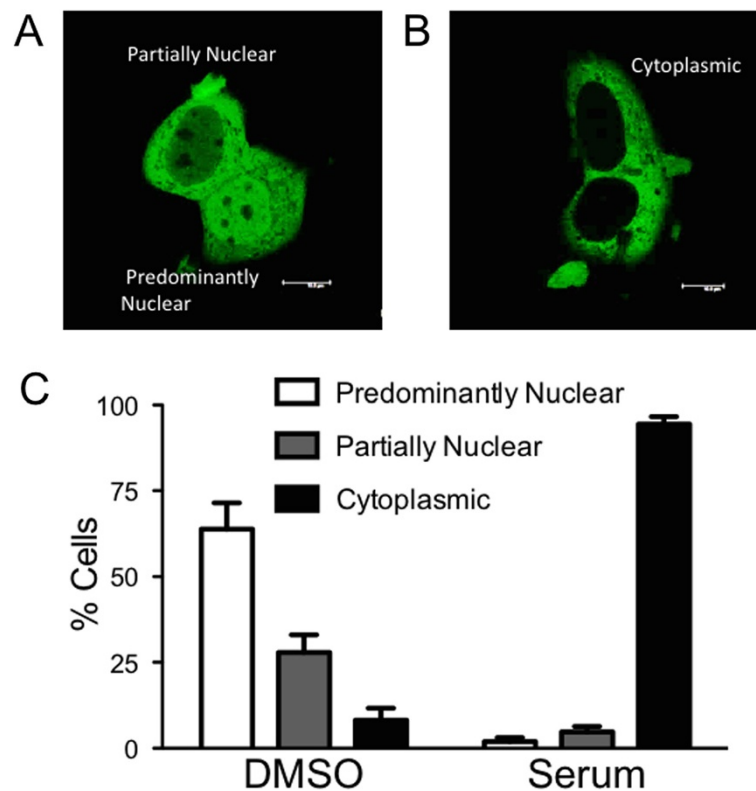 A
B
Partially Nuclear
Cytoplasmic
Predominantly
Nuclear
C
Predominantly Nuclear
Partially Nuclear
Cytoplasmic
% Cells
100
75
50
25
0
DMSO
Serum